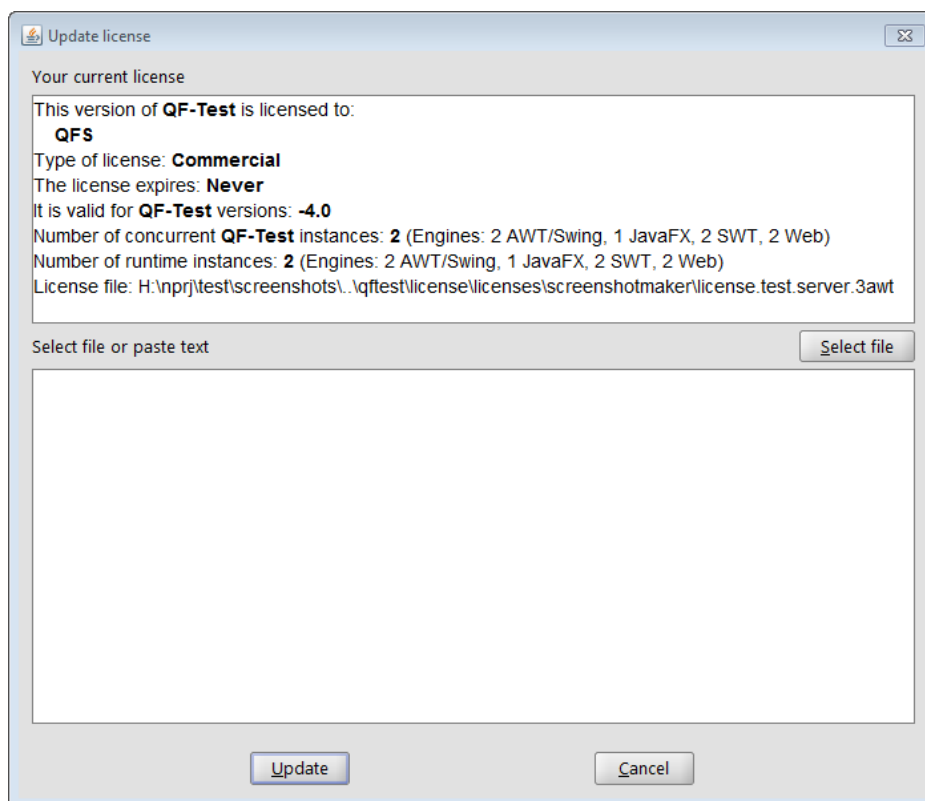 Update license
Your current license
This version of QF-Test is licensed to:
QFS
Type of license: Commercial
The license expires: Never
It is valid for QF-Test versions: -4.0
Number of concurrent QF-Test instances: 2 (Engines: 2 AWT/Swing, 1 JavaFX, 2 SWT, 2 Web)
Number of runtime instances: 2 (Engines: 2 AWT/Swing, 1 JavaFX, 2 SWT, 2 Web)
License file: H:\nprj\test\screenshots\..\qftest\license\licenses\screenshotmaker\license.test.server.3awt
Select file or paste text
Select file
Update
Cancel